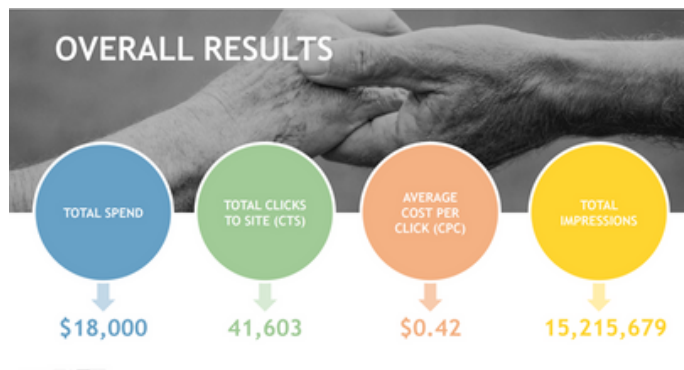 OVERALL RESULTS
TOTAL SPEND
TOTAL CLICKS
TO SITE (CTS)
AVERAGE
COST PER
CLICK (CPC)
TOTAL
IMPRESSIONS
$18,000
41,603
$0.42
15,215,679